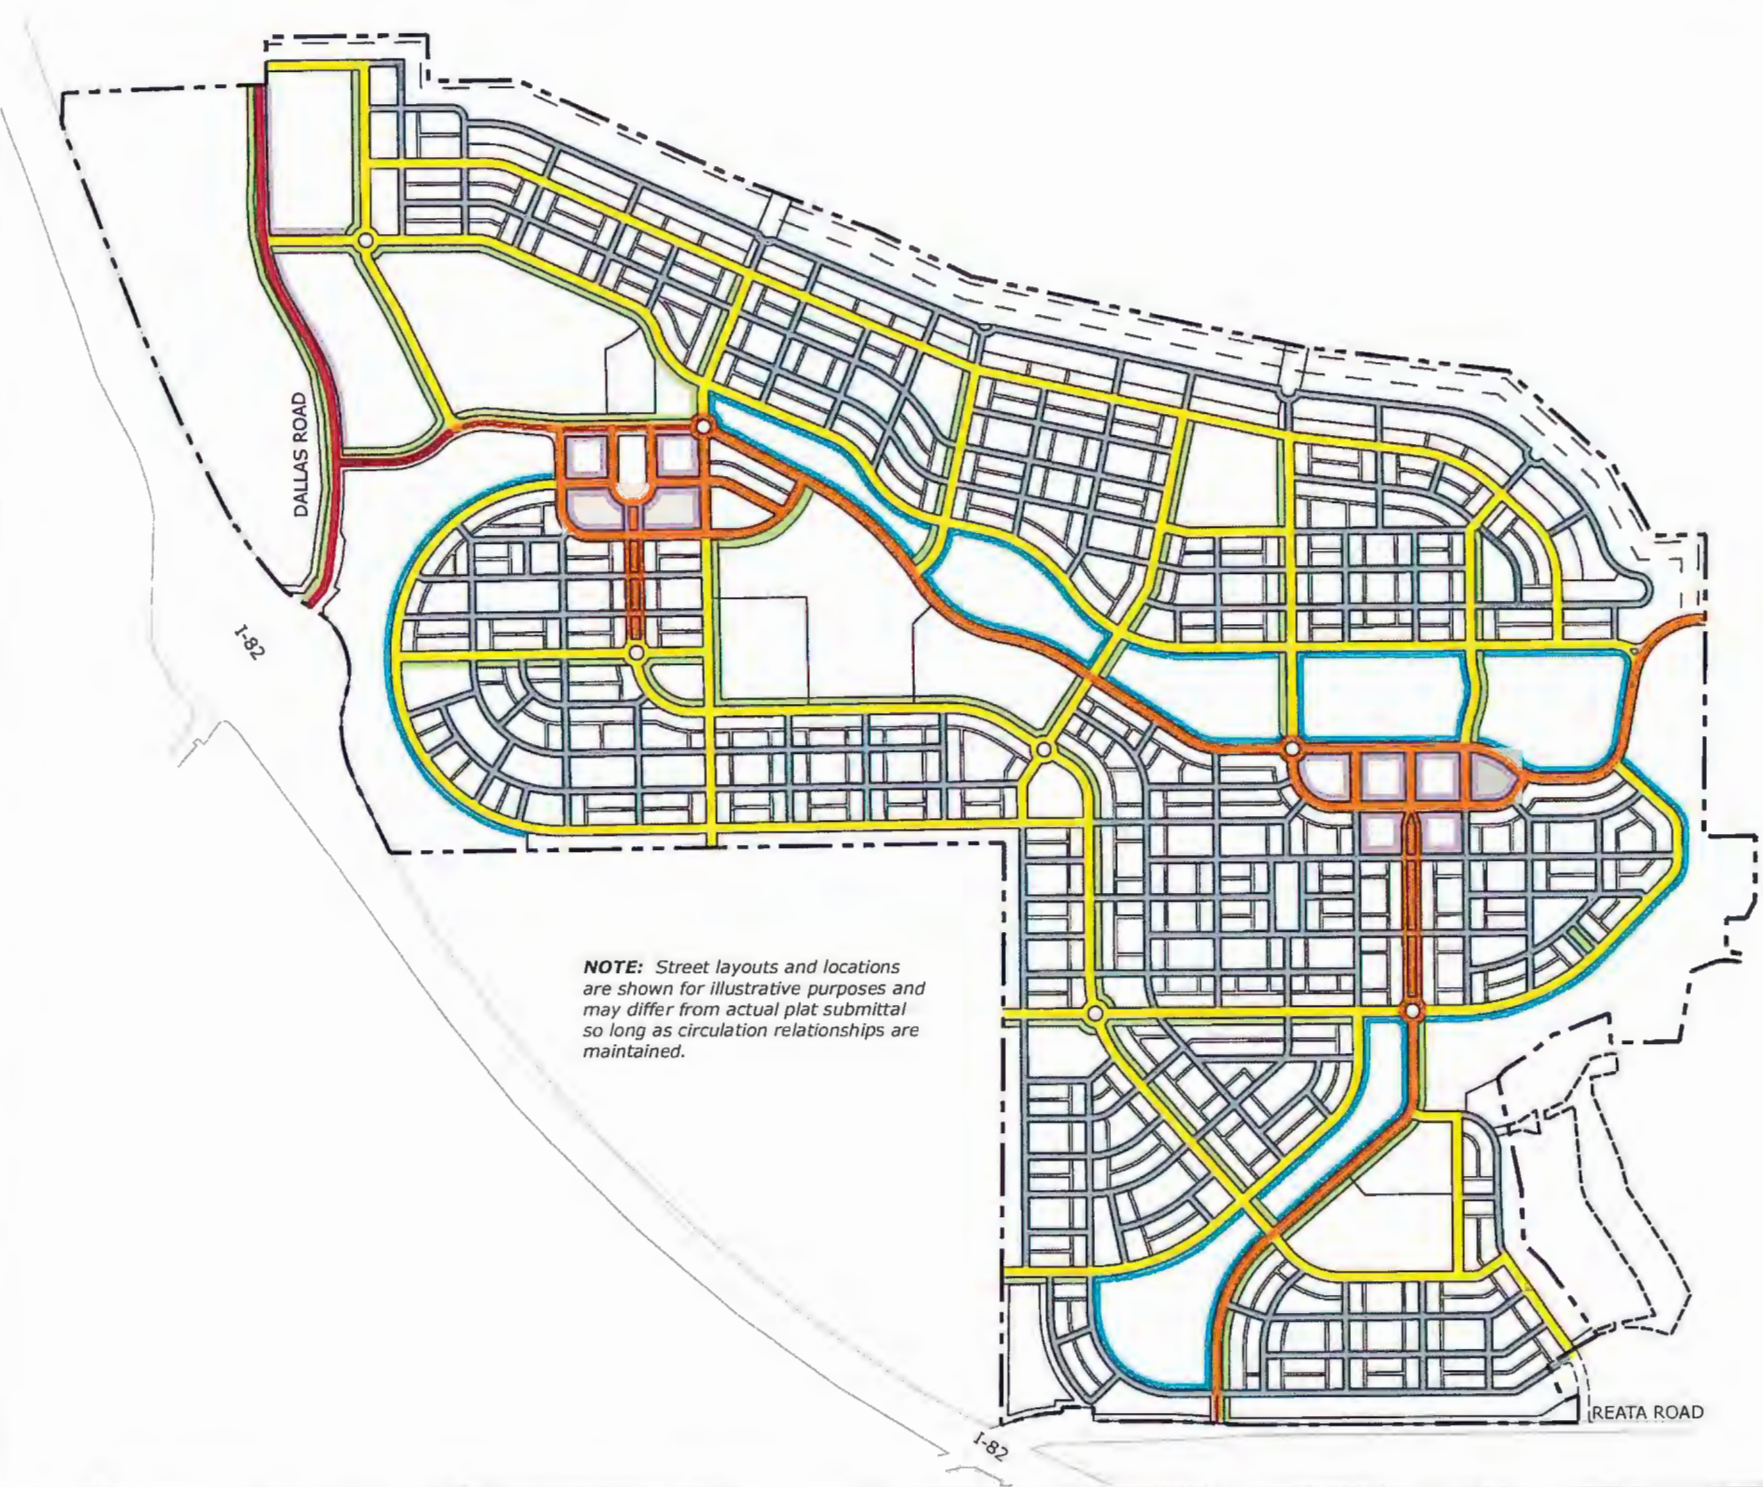 DALLAS ROAD
I-82
NOTE: Street layouts and locations
are shown for illustrative purposes and
may differ from actual plat submittal
so long as circulation relationships are
maintained.
REATA ROAD
I-82